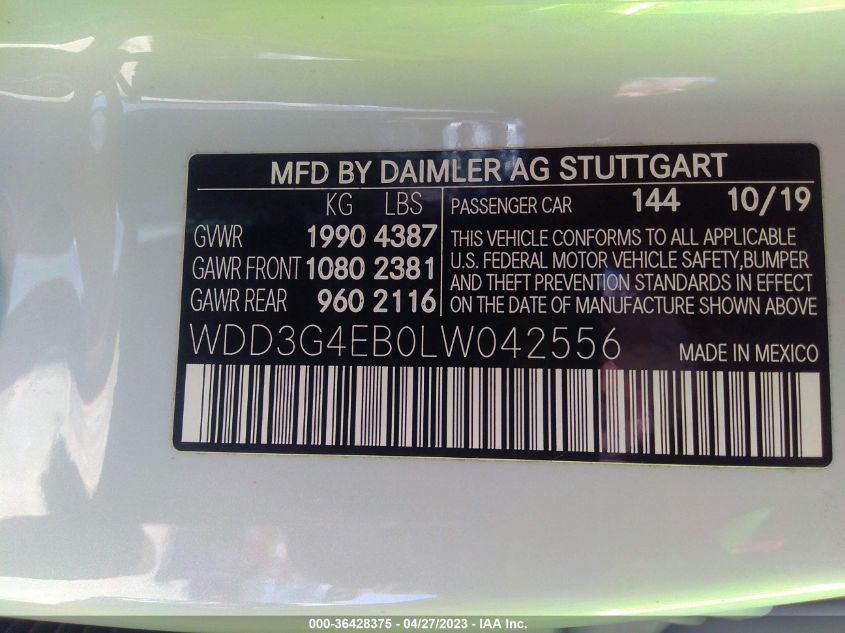 MFD BY DAIMLER AG STUTTGART
KG LBS
GVWR 1990 4387
GAWR FRONT 1080 2381
GAWR REAR 960 2116
PASSENGER CAR 144 10/19
THIS VEHICLE CONFORMS TO ALL APPLICABLE
U.S. FEDERAL MOTOR VEHICLE SAFETY,BUMPER
AND THEFT PREVENTION STANDARDS IN EFFECT
ON THE DATE OF MANUFACTURE SHOWN ABOVE
WDD3G4EB0LW042556 MADE IN MEXICO
000-36428375 / 04/27/2023 - IAA Inc.